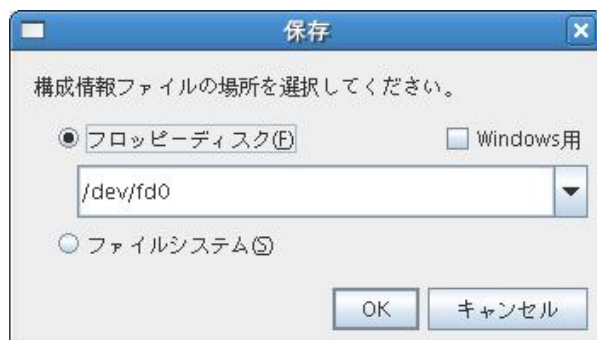 保存
構成情報ファイルの場所を選択してください。
フロッピーディスク(F) Windows用
/dev/fd0
ファイルシステム(S)
OK キャンセル